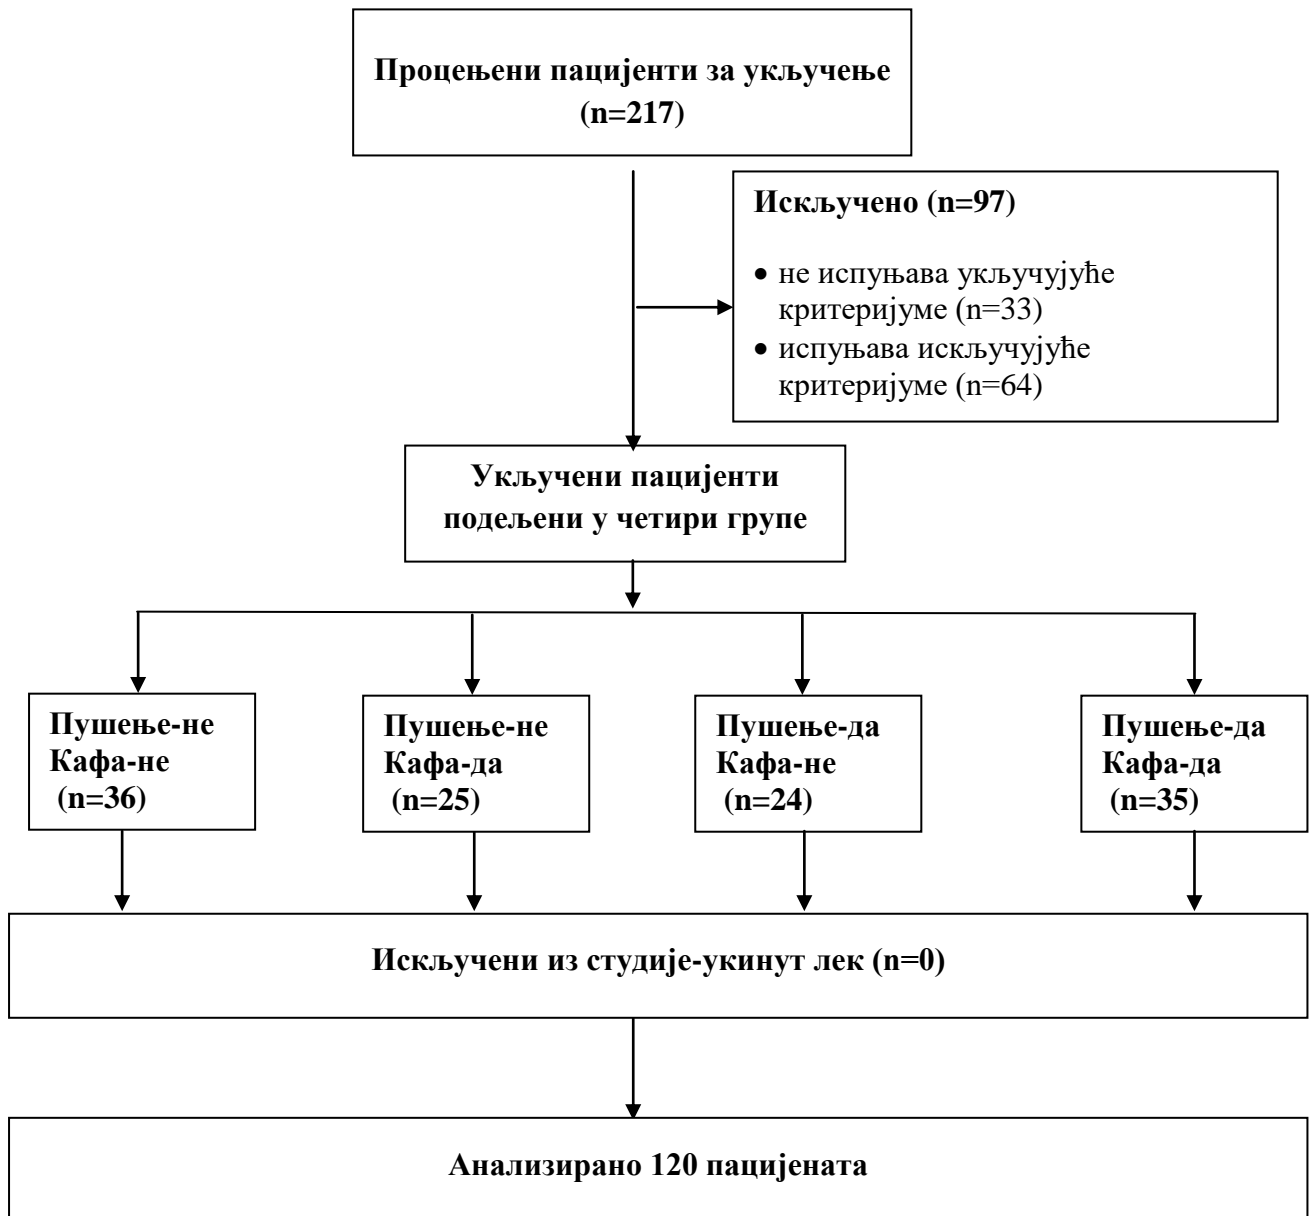 Процењени пацијенти за укључење
(n=217)
Искључено (n=97)
• не испуњава укључујуће
критеријуме (n=33)
• испуњава искључујуће
критеријуме (n=64)
Укључени пацијенти
подељени у четири групе
Пушење-не
Кафа-не
(n=36)
Пушење-не
Кафа-да
(n=25)
Пушење-да
Кафа-не
(n=24)
Пушење-да
Кафа-да
(n=35)
Искључени из студије-укинут лек (n=0)
Анализирано 120 пацијената